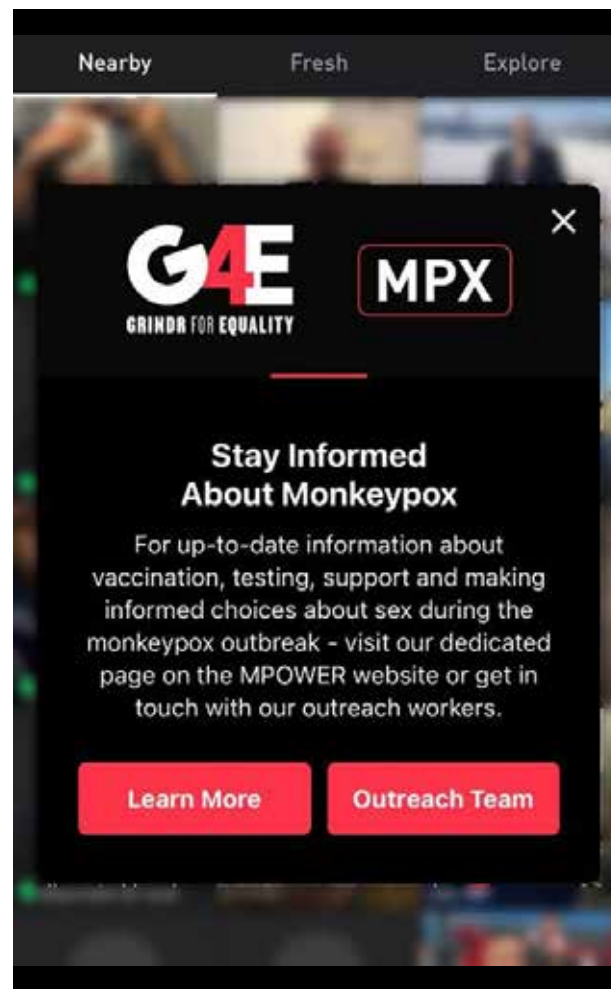 Nearby Fresh Explore
G4E MPX
GRINDR FOR EQUALITY
Stay Informed
About Monkeypox
For up-to-date information about
vaccination, testing, support and making
informed choices about sex during the
monkeypox outbreak – visit our dedicated
page on the MPOWER website or get in
touch with our outreach workers.
Learn More Outreach Team